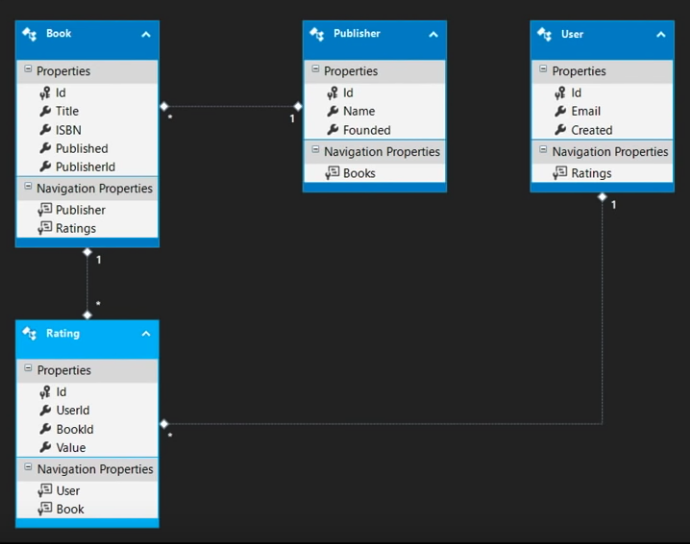 Book
Properties
Id
Title
ISBN
Published
PublisherId
Navigation Properties
Publisher
Ratings
*
1
Publisher
Properties
Id
Name
Founded
Navigation Properties
Books
User
Properties
Id
Email
Created
Navigation Properties
Ratings
1
1
*
Rating
Properties
Id
UserId
BookId
Value
Navigation Properties
User
Book
*